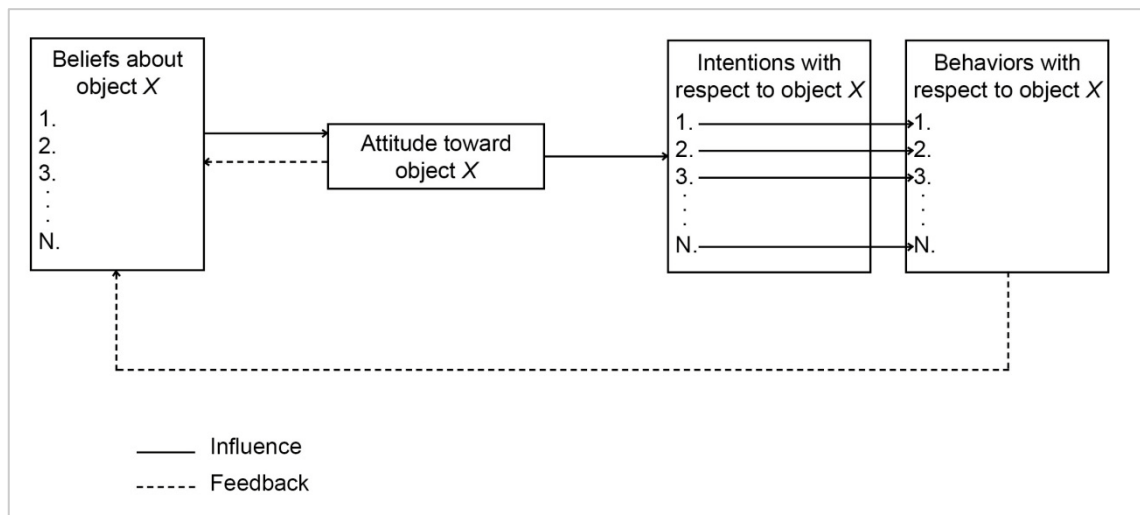 Beliefs about
object X
1.
2.
3.
.
.
.
N.
Attitude toward
object X
Intentions with
respect to object X
1.
2.
3.
.
.
.
N.
Behaviors with
respect to object X
1.
2.
3.
.
.
.
N.
Influence
Feedback